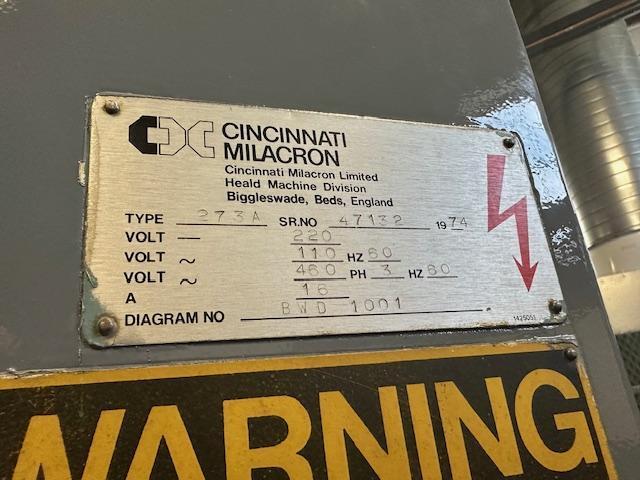 CINCINNATI
MILACRON
Cincinnati Milacron Limited
Heald Machine Division
Biggleswade, Beds, England
TYPE 273A SR.NO 47132 1974
VOLT — 220
VOLT ~ 110 HZ 60
VOLT ~ 460 PH 3 HZ 60
A 16
DIAGRAM NO BWD 1001
WARNING